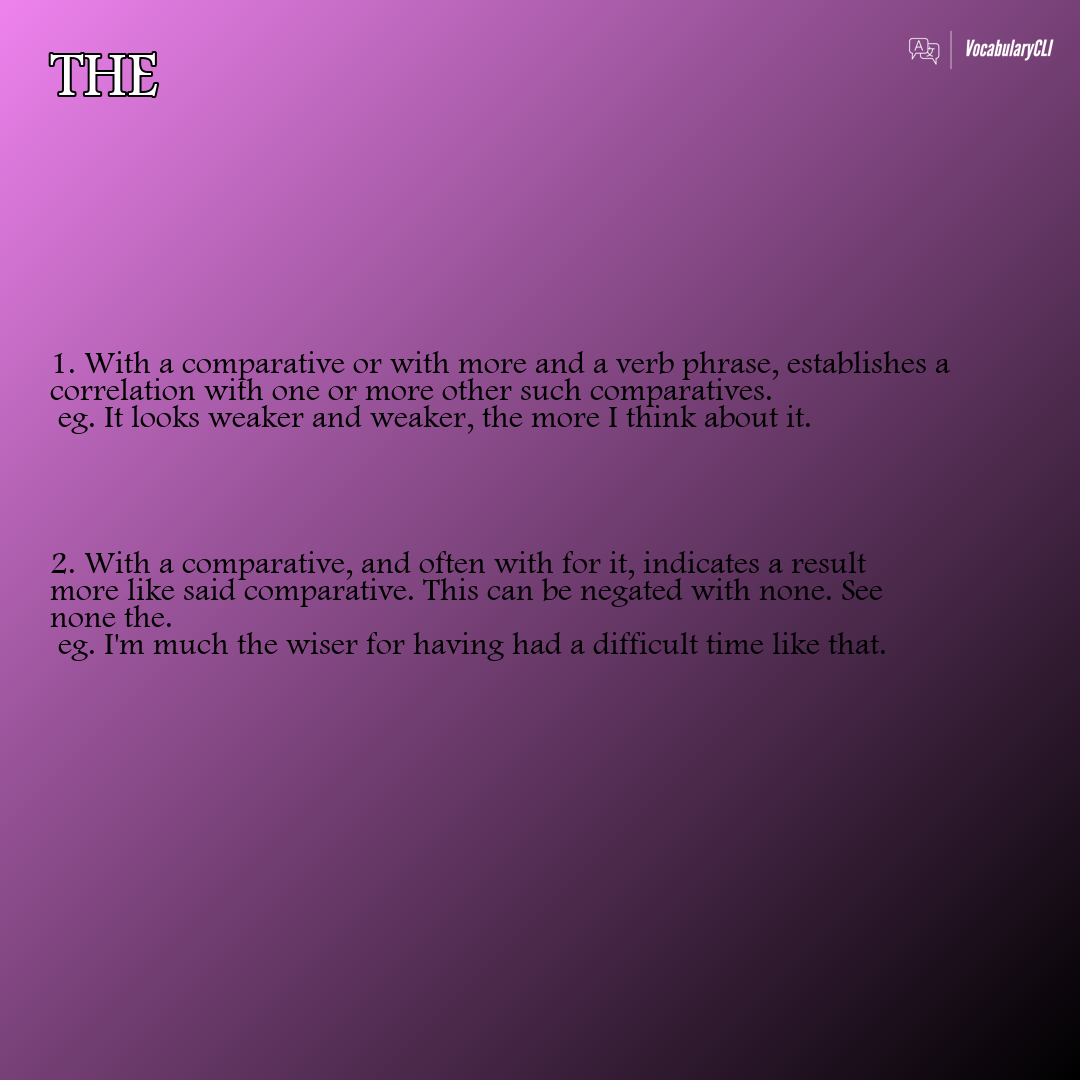 THE
VocabularyCLI
1. With a comparative or with more and a verb phrase, establishes a
correlation with one or more other such comparatives.
eg. It looks weaker and weaker, the more I think about it.
2. With a comparative, and often with for it, indicates a result
more like said comparative. This can be negated with none. See
none the.
eg. I'm much the wiser for having had a difficult time like that.